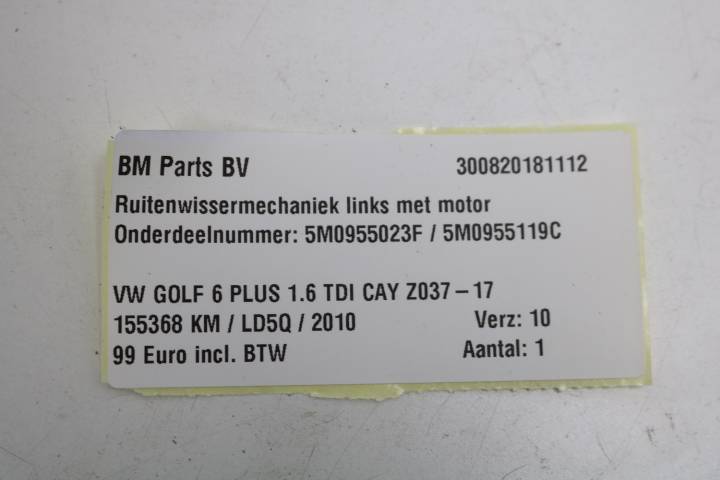 BM Parts BV 300820181112
Ruitenwissermechaniek links met motor
Onderdeelnummer: 5M0955023F / 5M0955119C
VW GOLF 6 PLUS 1.6 TDI CAY Z037 – 17
155368 KM / LD5Q / 2010 Verz: 10
99 Euro incl. BTW Aantal: 1